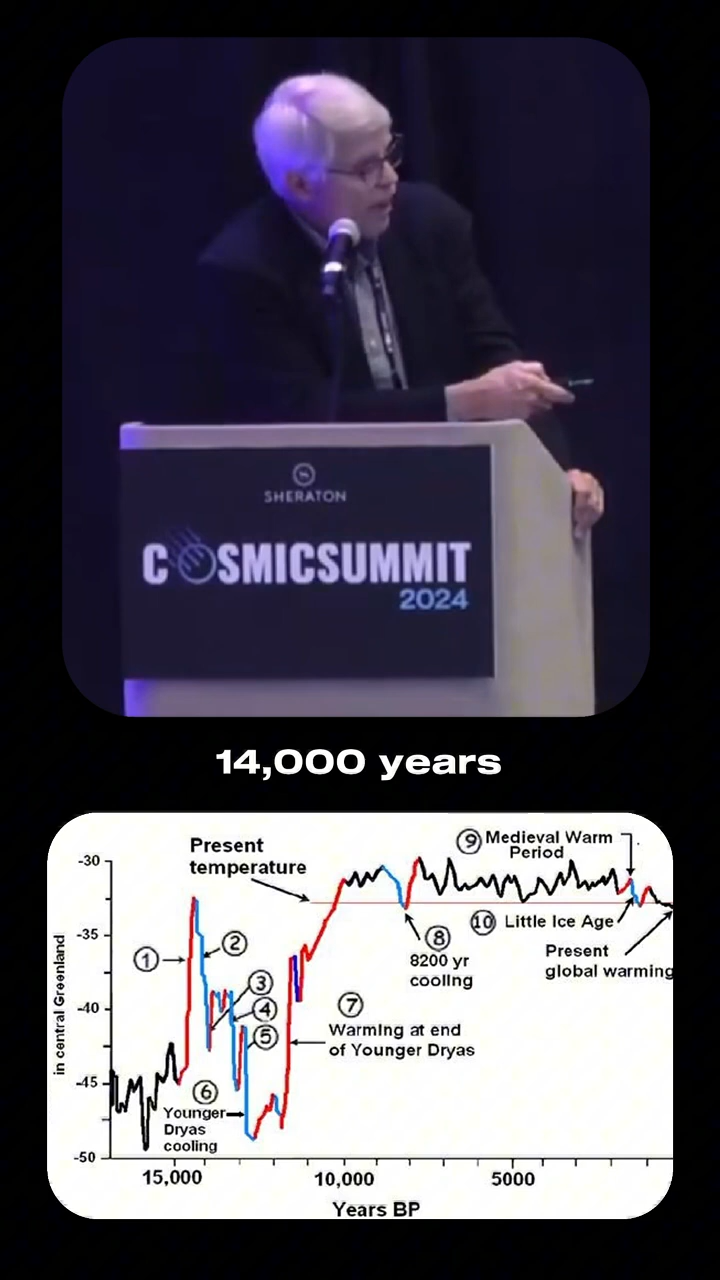 SHERATON
COSMICSUMMIT
2024
14,000 years
Present
temperature
⑨ Medieval Warm
Period
-30
-35
-40
-45
-50
in central Greenland
①
②
③
④
⑤
⑥
Younger
Dryas
cooling
⑦
Warming at end
of Younger Dryas
⑧
8200 yr
cooling
⑩ Little Ice Age
Present
global warming
15,000
10,000
5000
Years BP